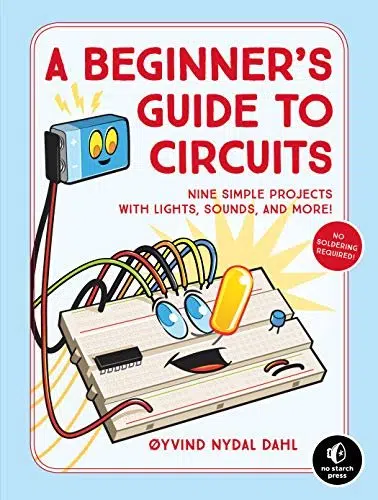 A BEGINNER'S
GUIDE TO
CIRCUITS
NINE SIMPLE PROJECTS
WITH LIGHTS, SOUNDS, AND MORE!
NO
SOLDERING
REQUIRED!
ØYVIND NYDAL DAHL
no starch
press